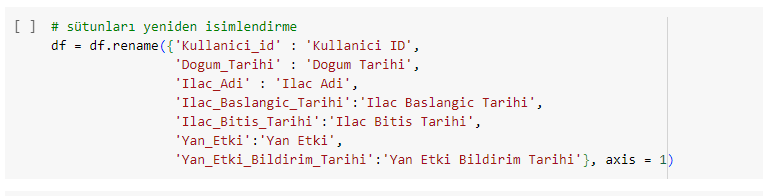 [ ] # sütunları yeniden isimlendirme
df = df.rename({'Kullanici_id' : 'Kullanici ID',
'Dogum_Tarihi' : 'Dogum Tarihi',
'Ilac_Adi' : 'Ilac Adi',
'Ilac_Baslangic_Tarihi':'Ilac Baslangic Tarihi',
'Ilac_Bitis_Tarihi':'Ilac Bitis Tarihi',
'Yan_Etki':'Yan Etki',
'Yan_Etki_Bildirim_Tarihi':'Yan Etki Bildirim Tarihi'}, axis = 1)